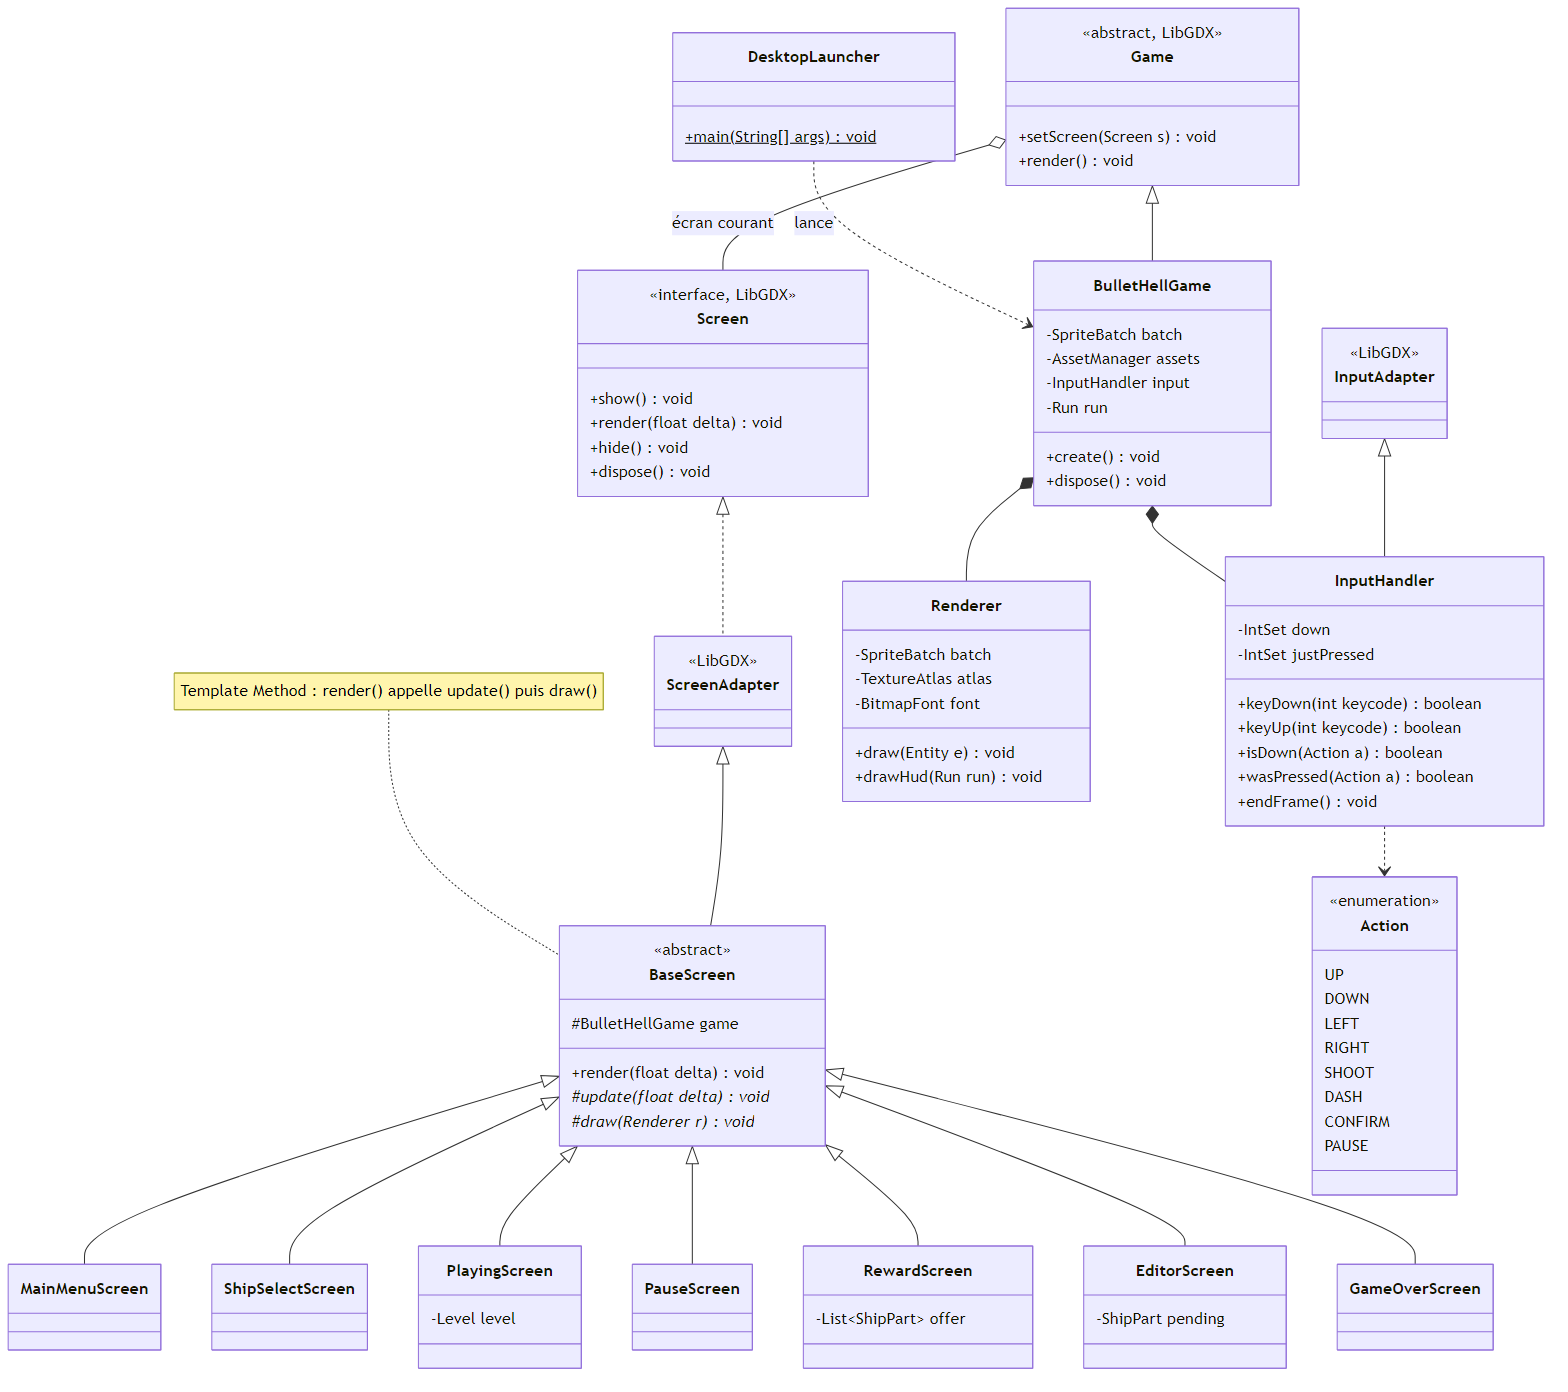 DesktopLauncher
+main(String[] args) : void
«abstract, LibGDX»
Game
+setScreen(Screen s) : void
+render() : void
écran courant
lance
«interface, LibGDX»
Screen
+show() : void
+render(float delta) : void
+hide() : void
+dispose() : void
BulletHellGame
-SpriteBatch batch
-AssetManager assets
-InputHandler input
-Run run
+create() : void
+dispose() : void
«LibGDX»
InputAdapter
Renderer
-SpriteBatch batch
-TextureAtlas atlas
-BitmapFont font
+draw(Entity e) : void
+drawHud(Run run) : void
InputHandler
-IntSet down
-IntSet justPressed
+keyDown(int keycode) : boolean
+keyUp(int keycode) : boolean
+isDown(Action a) : boolean
+wasPressed(Action a) : boolean
+endFrame() : void
Template Method : render() appelle update() puis draw()
«LibGDX»
ScreenAdapter
«abstract»
BaseScreen
#BulletHellGame game
+render(float delta) : void
#update(float delta) : void
#draw(Renderer r) : void
«enumeration»
Action
UP
DOWN
LEFT
RIGHT
SHOOT
DASH
CONFIRM
PAUSE
MainMenuScreen
ShipSelectScreen
PlayingScreen
-Level level
PauseScreen
RewardScreen
-List<ShipPart> offer
EditorScreen
-ShipPart pending
GameOverScreen